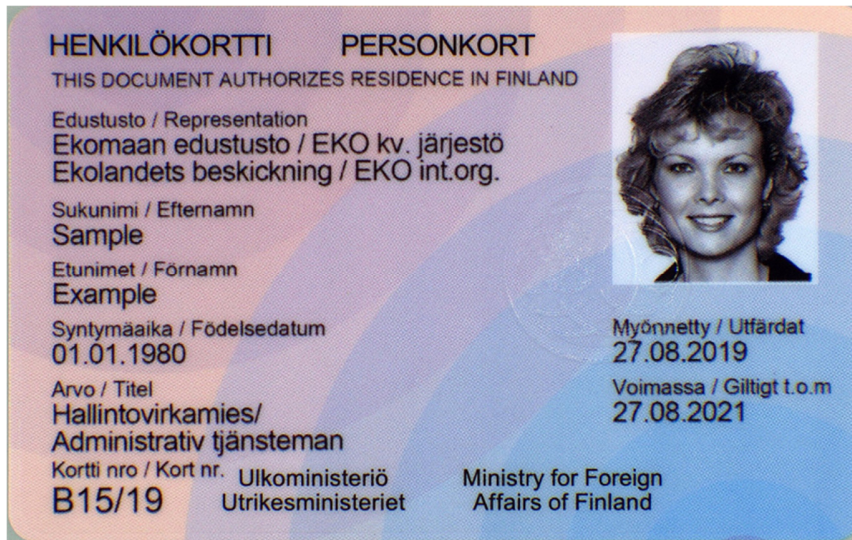 HENKILÖKORTTI PERSONKORT
THIS DOCUMENT AUTHORIZES RESIDENCE IN FINLAND
Edustusto / Representation
Ekomaan edustusto / EKO kv. järjestö
Ekolandets beskickning / EKO int.org.
Sukunimi / Efternamn
Sample
Etunimet / Förnamn
Example
Syntymäaika / Födelsedatum
01.01.1980
Arvo / Titel
Hallintovirkamies/
Administrativ tjänsteman
Kortti nro / Kort nr.
B15/19
Myönnetty / Utfärdat
27.08.2019
Voimassa / Giltigt t.o.m
27.08.2021
Ulkoministeriö
Utrikesministeriet
Ministry for Foreign
Affairs of Finland